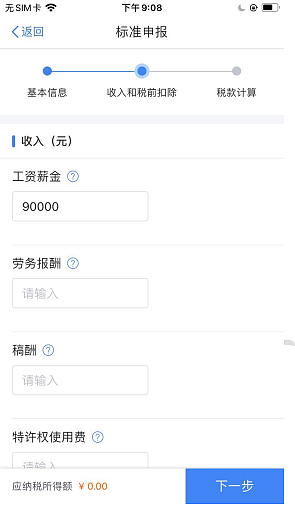 无SIM卡 下午9:08
返回 标准申报
基本信息 收入和税前扣除 税款计算
收入（元）
工资薪金 ?
90000
劳务报酬 ?
请输入
稿酬 ?
请输入
特许权使用费 ?
请输入
应纳税所得额 ¥0.00 下一步